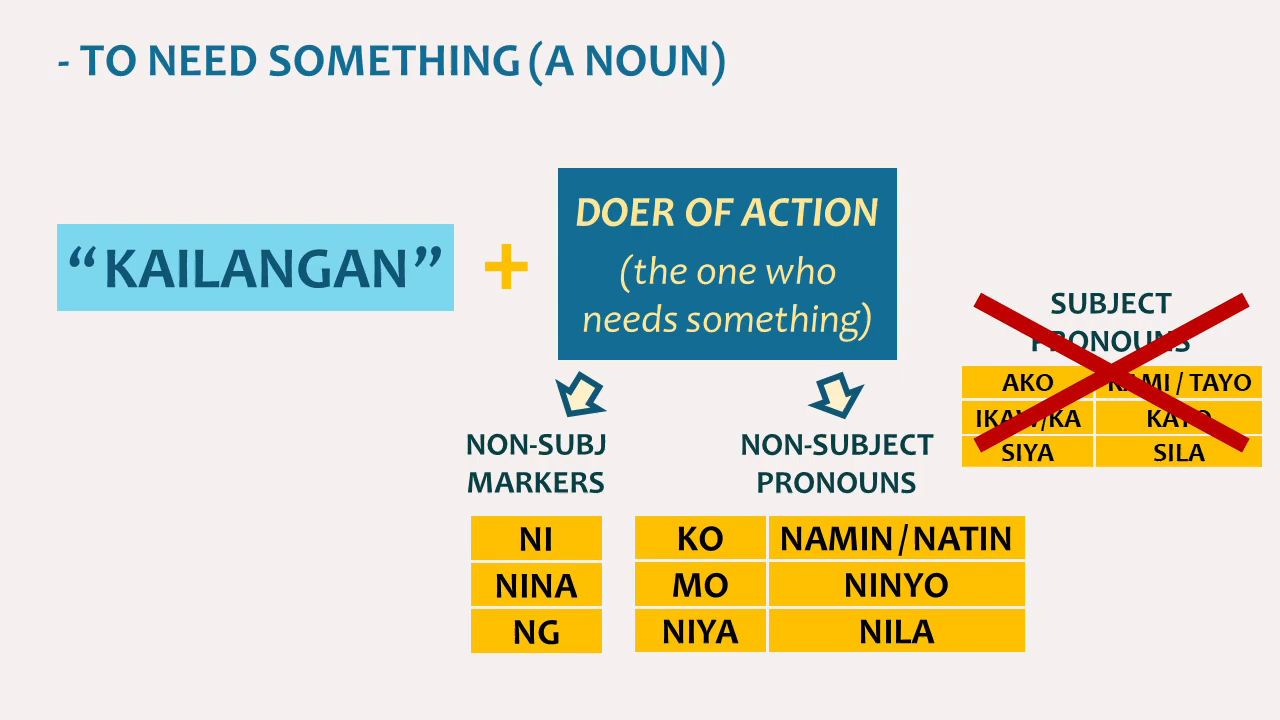 - TO NEED SOMETHING (A NOUN)
“KAILANGAN”
+
DOER OF ACTION
(the one who
needs something)
NON-SUBJ
MARKERS
NI
NINA
NG
NON-SUBJECT
PRONOUNS
KO NAMIN / NATIN
MO NINYO
NIYA NILA
SUBJECT
PRONOUNS
AKO KAMI / TAYO
IKAW/KA KAYO
SIYA SILA